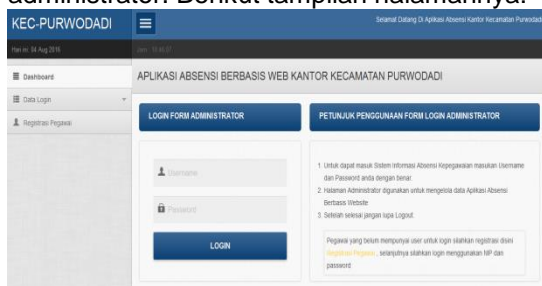 administrator. Berikut tampilan halamannya.
KEC-PURWODADI
Selamat Datang Di Aplikasi Absensi Kantor Kecamatan Purwodadi
Hari ini: 04 Aug 2016
Dashboard
APLIKASI ABSENSI BERBASIS WEB KANTOR KECAMATAN PURWODADI
Data Login
Registrasi Pegawai
LOGIN FORM ADMINISTRATOR
PETUNJUK PENGGUNAAN FORM LOGIN ADMINISTRATOR
Username
Password
LOGIN
1. Untuk dapat masuk Sistem Informasi Absensi Kepegawaian masukan Username
dan Password anda dengan benar.
2. Halaman Administrator digunakan untuk mengelola data Aplikasi Absensi
Berbasis Website
3. Setelah selesai jangan lupa Logout.
Pegawai yang belum mempunyai user untuk login silahkan registrasi disini
Registrasi Pegawai , selanjutnya silahkan login menggunakan NIP dan
password